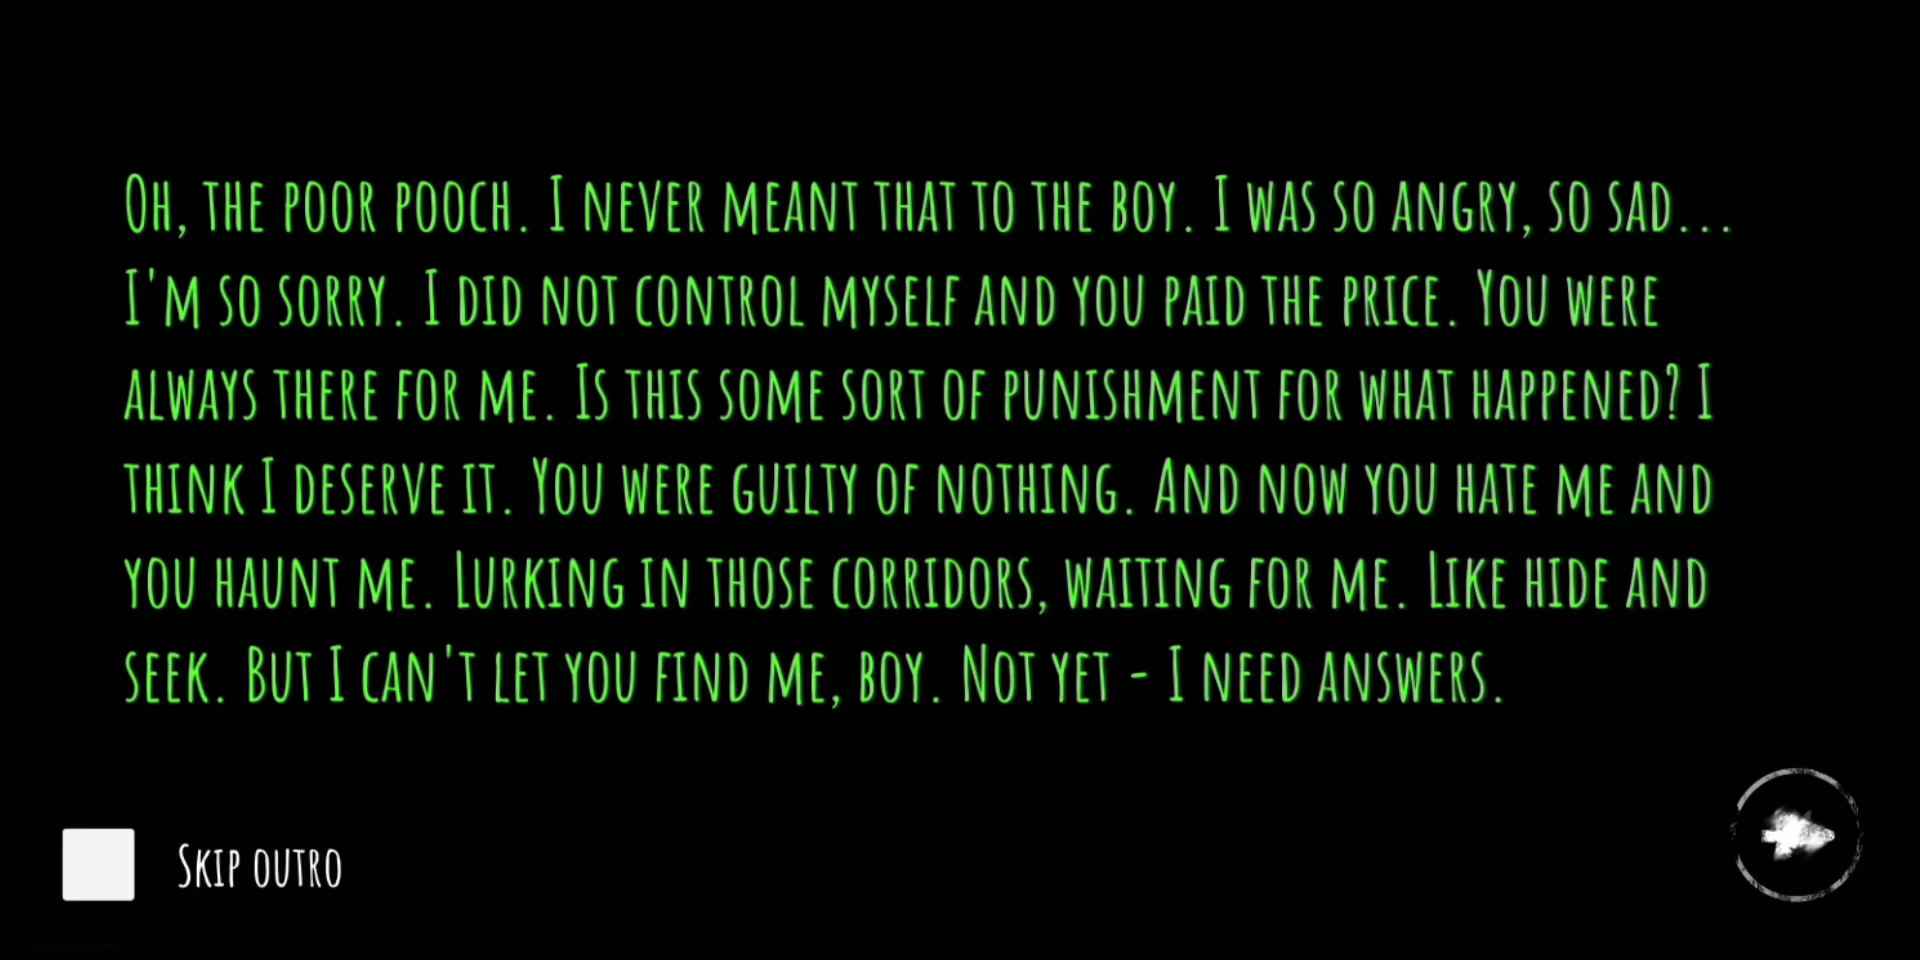 Oh, the poor pooch. I never meant that to the boy. I was so angry, so sad...
I'm so sorry. I did not control myself and you paid the price. You were
always there for me. Is this some sort of punishment for what happened? I
think I deserve it. You were guilty of nothing. And now you hate me and
you haunt me. Lurking in those corridors, waiting for me. Like hide and
seek. But I can't let you find me, boy. Not yet - I need answers.
Skip outro